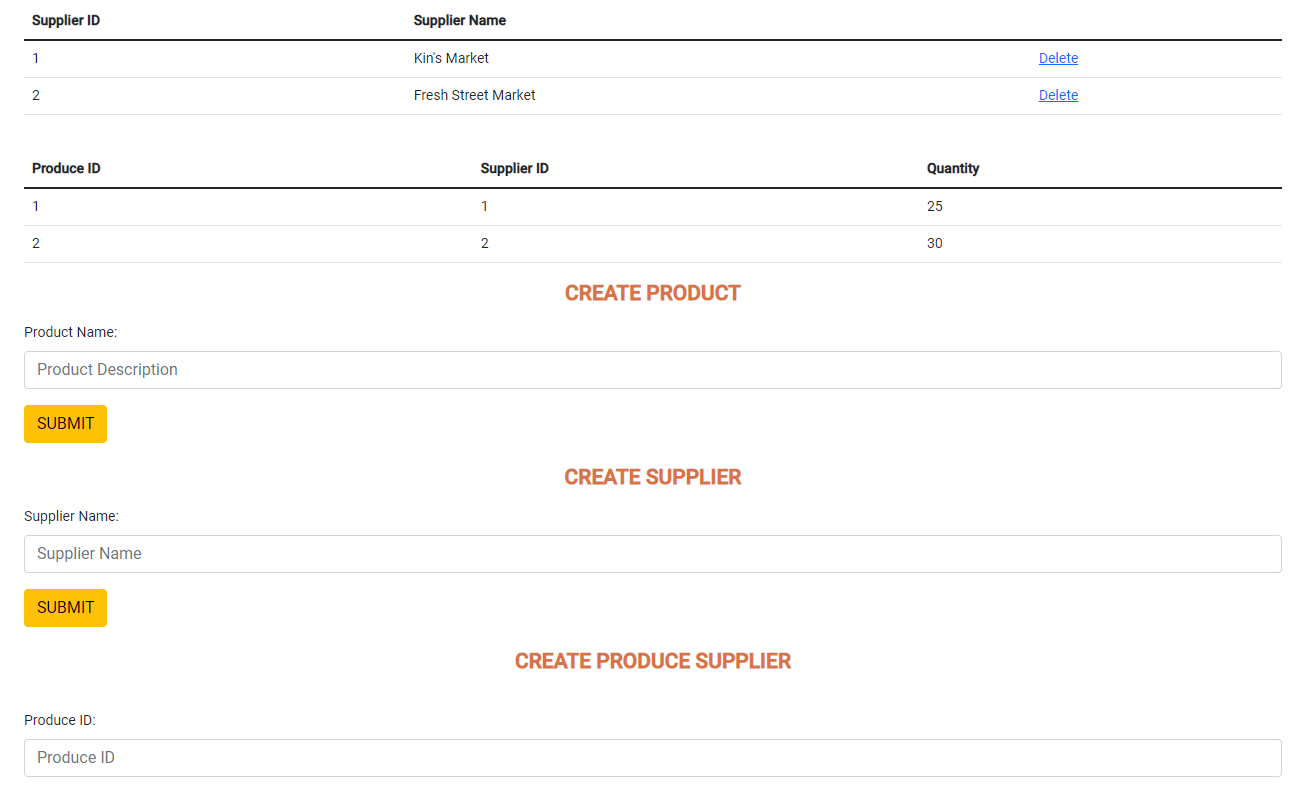 Supplier ID Supplier Name
1 Kin's Market Delete
2 Fresh Street Market Delete
Produce ID Supplier ID Quantity
1 1 25
2 2 30
CREATE PRODUCT
Product Name:
Product Description
SUBMIT
CREATE SUPPLIER
Supplier Name:
Supplier Name
SUBMIT
CREATE PRODUCE SUPPLIER
Produce ID:
Produce ID